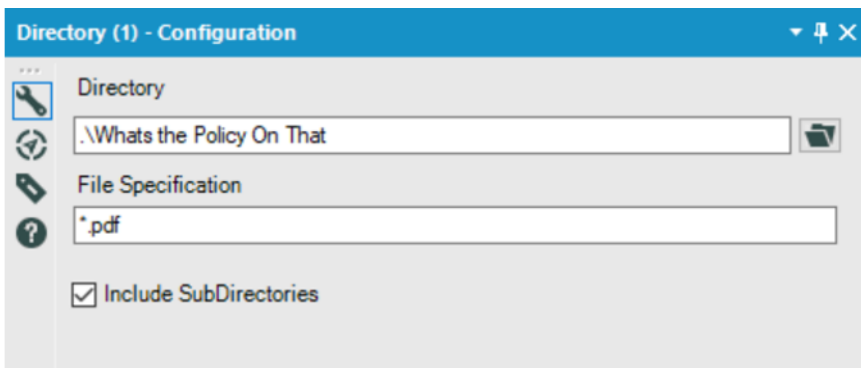 Directory (1) - Configuration
Directory
.\Whats the Policy On That
File Specification
*.pdf
Include SubDirectories